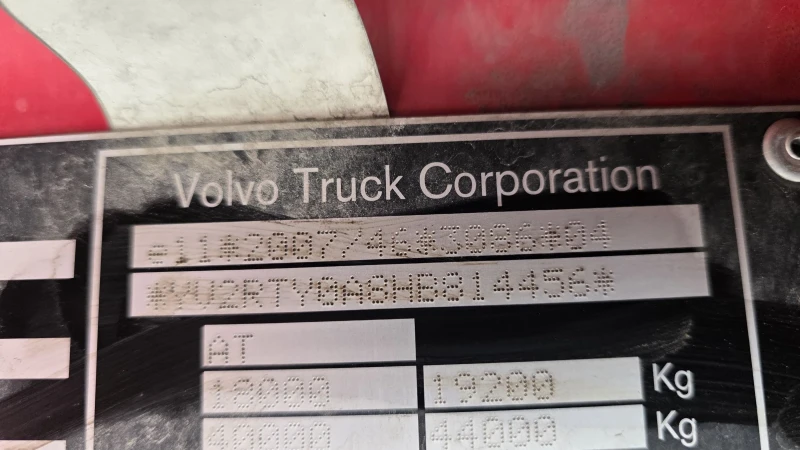 Volvo Truck Corporation
e11*2007/46*3086*04
*YV2RTY0A8HB814456*
AT
18000 19200 Kg
40000 44000 Kg